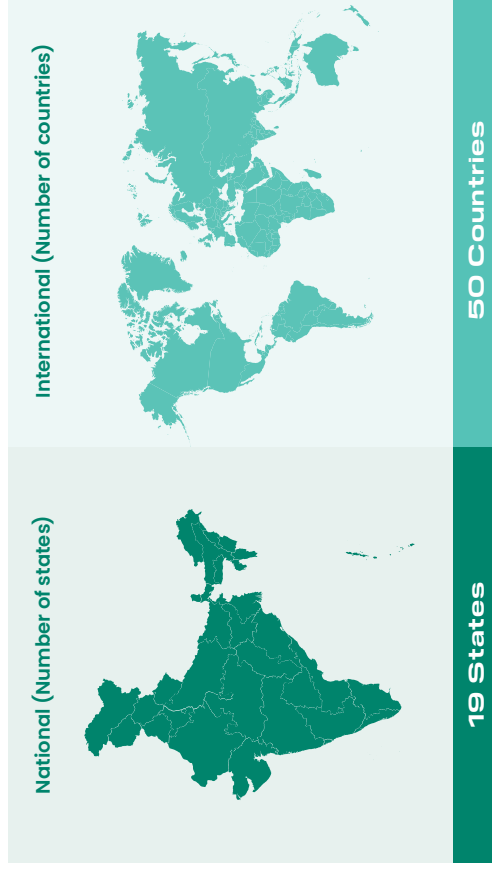 National (Number of states)
19 States
International (Number of countries)
50 Countries